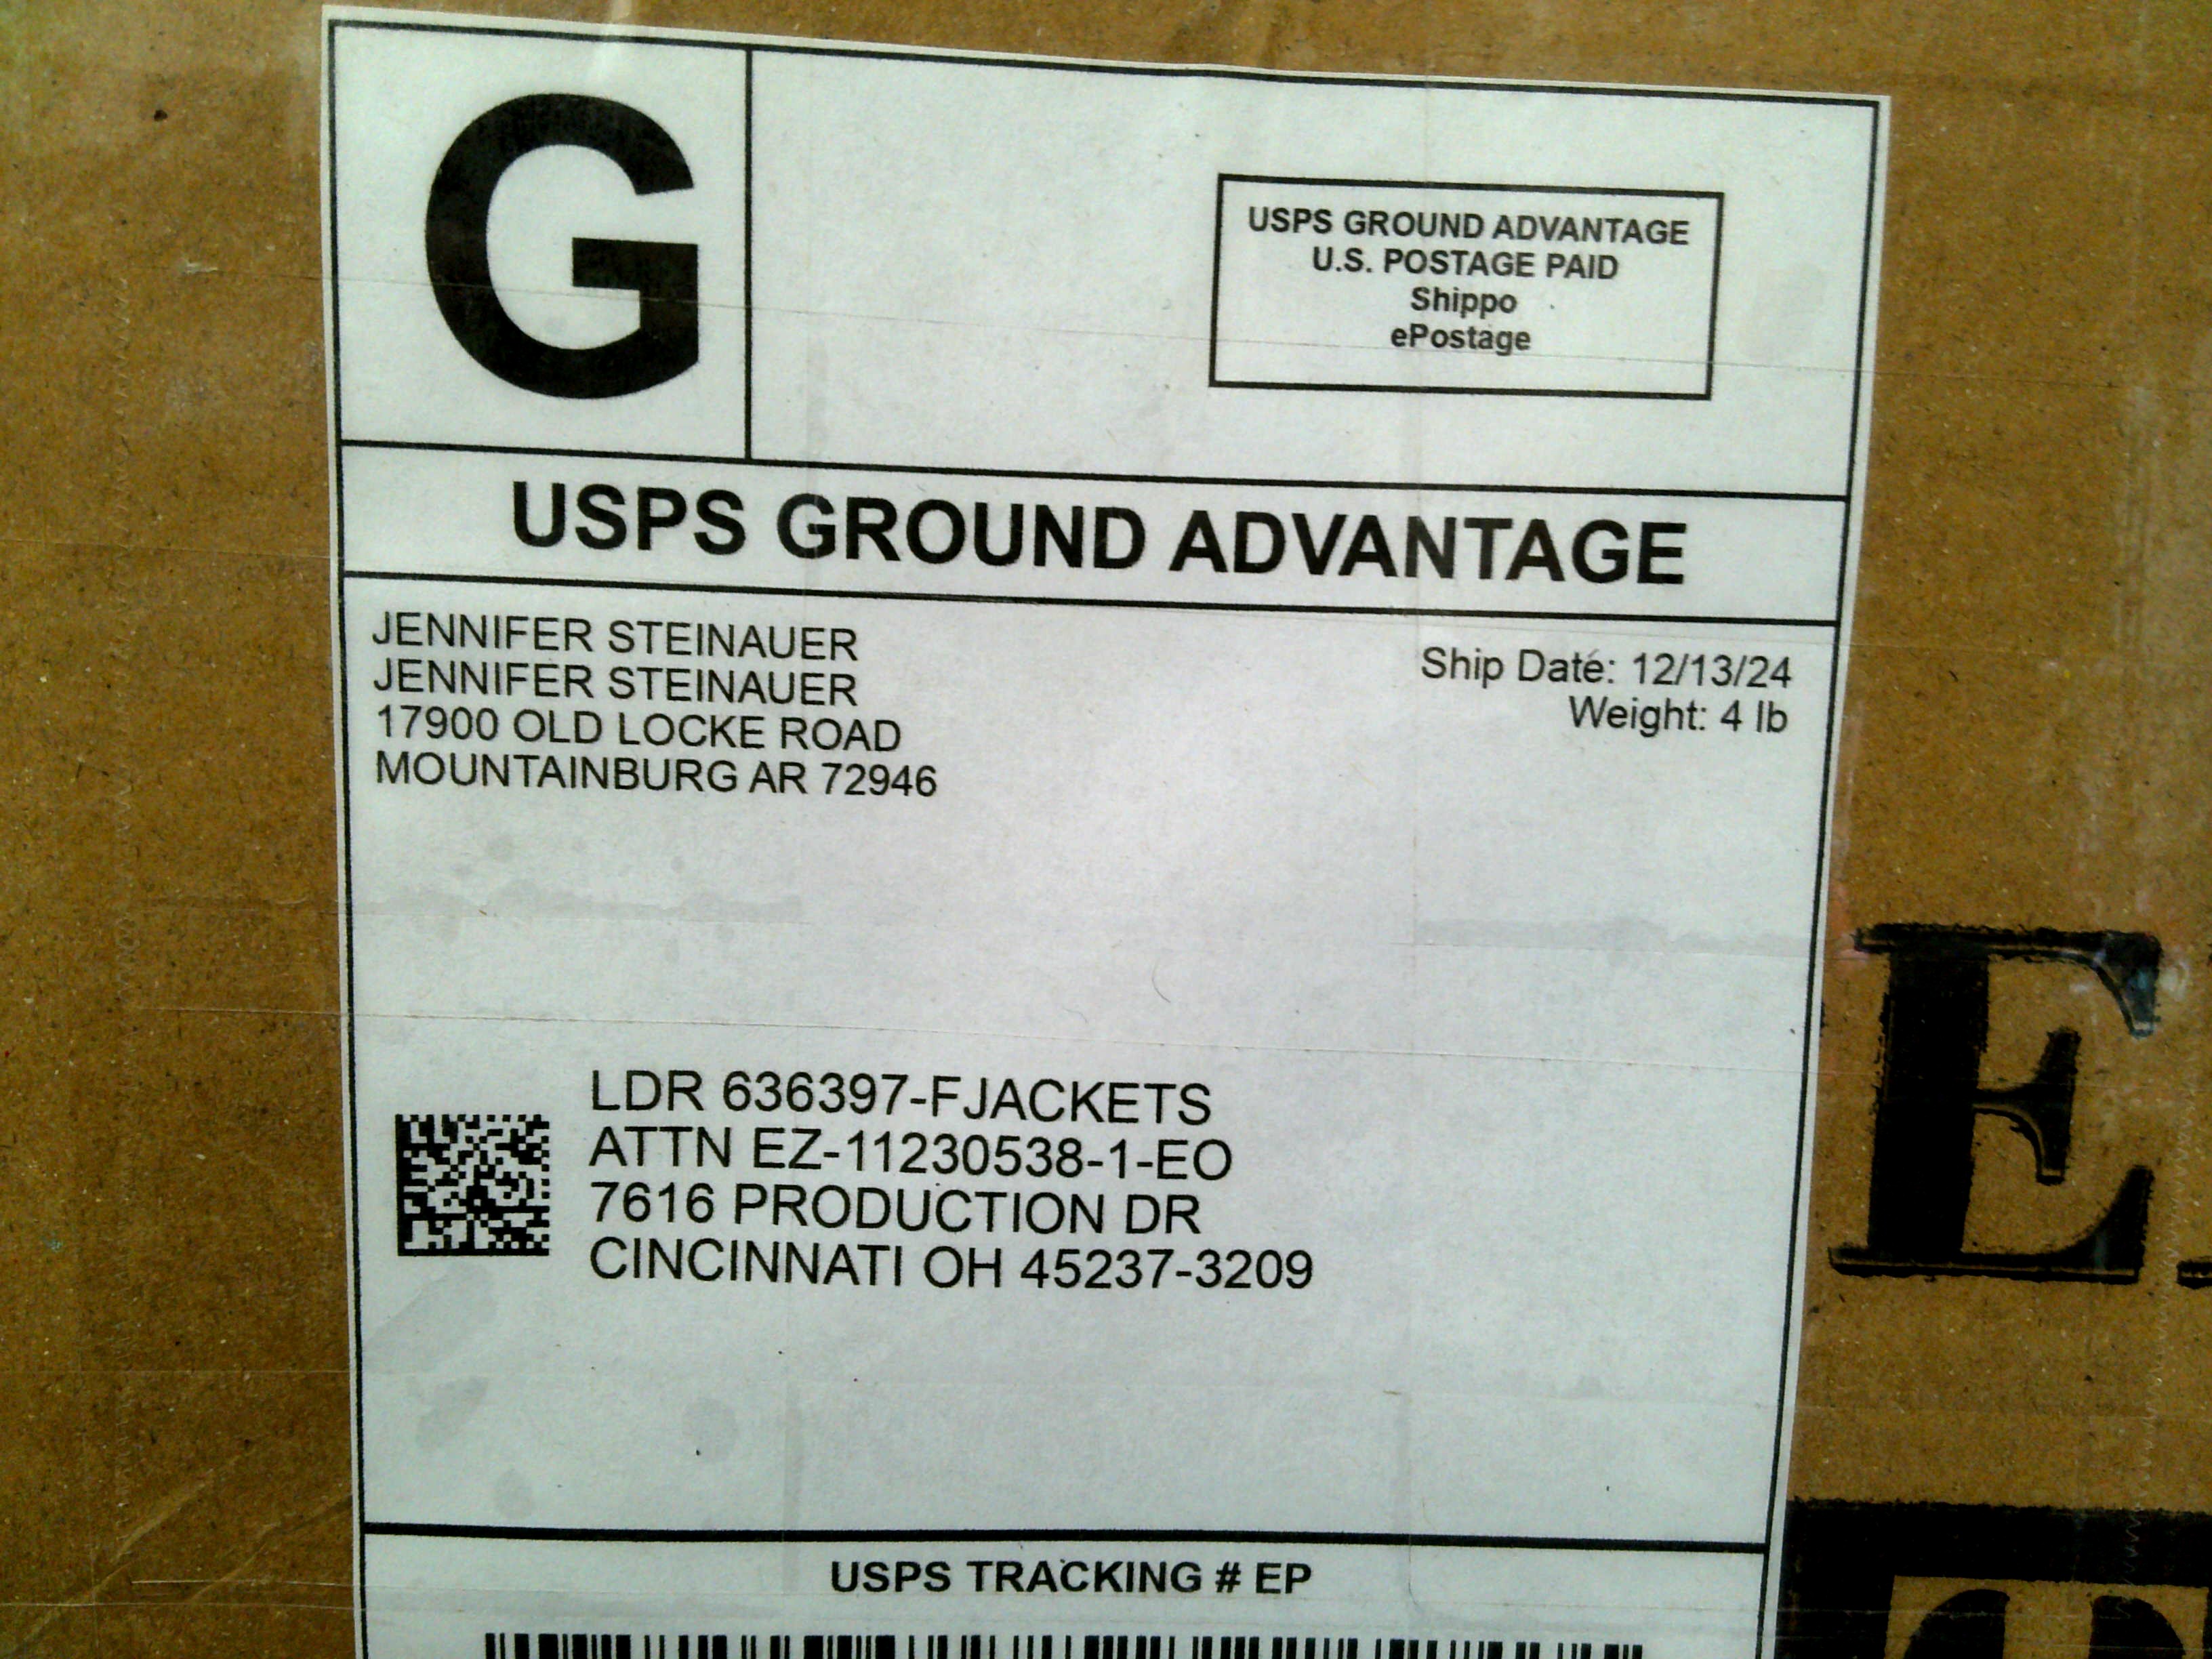 G
USPS GROUND ADVANTAGE
U.S. POSTAGE PAID
Shippo
ePostage
USPS GROUND ADVANTAGE
JENNIFER STEINAUER
JENNIFER STEINAUER
17900 OLD LOCKE ROAD
MOUNTAINBURG AR 72946
Ship Date: 12/13/24
Weight: 4 lb
LDR 636397-FJACKETS
ATTN EZ-11230538-1-EO
7616 PRODUCTION DR
CINCINNATI OH 45237-3209
E
USPS TRACKING # EP